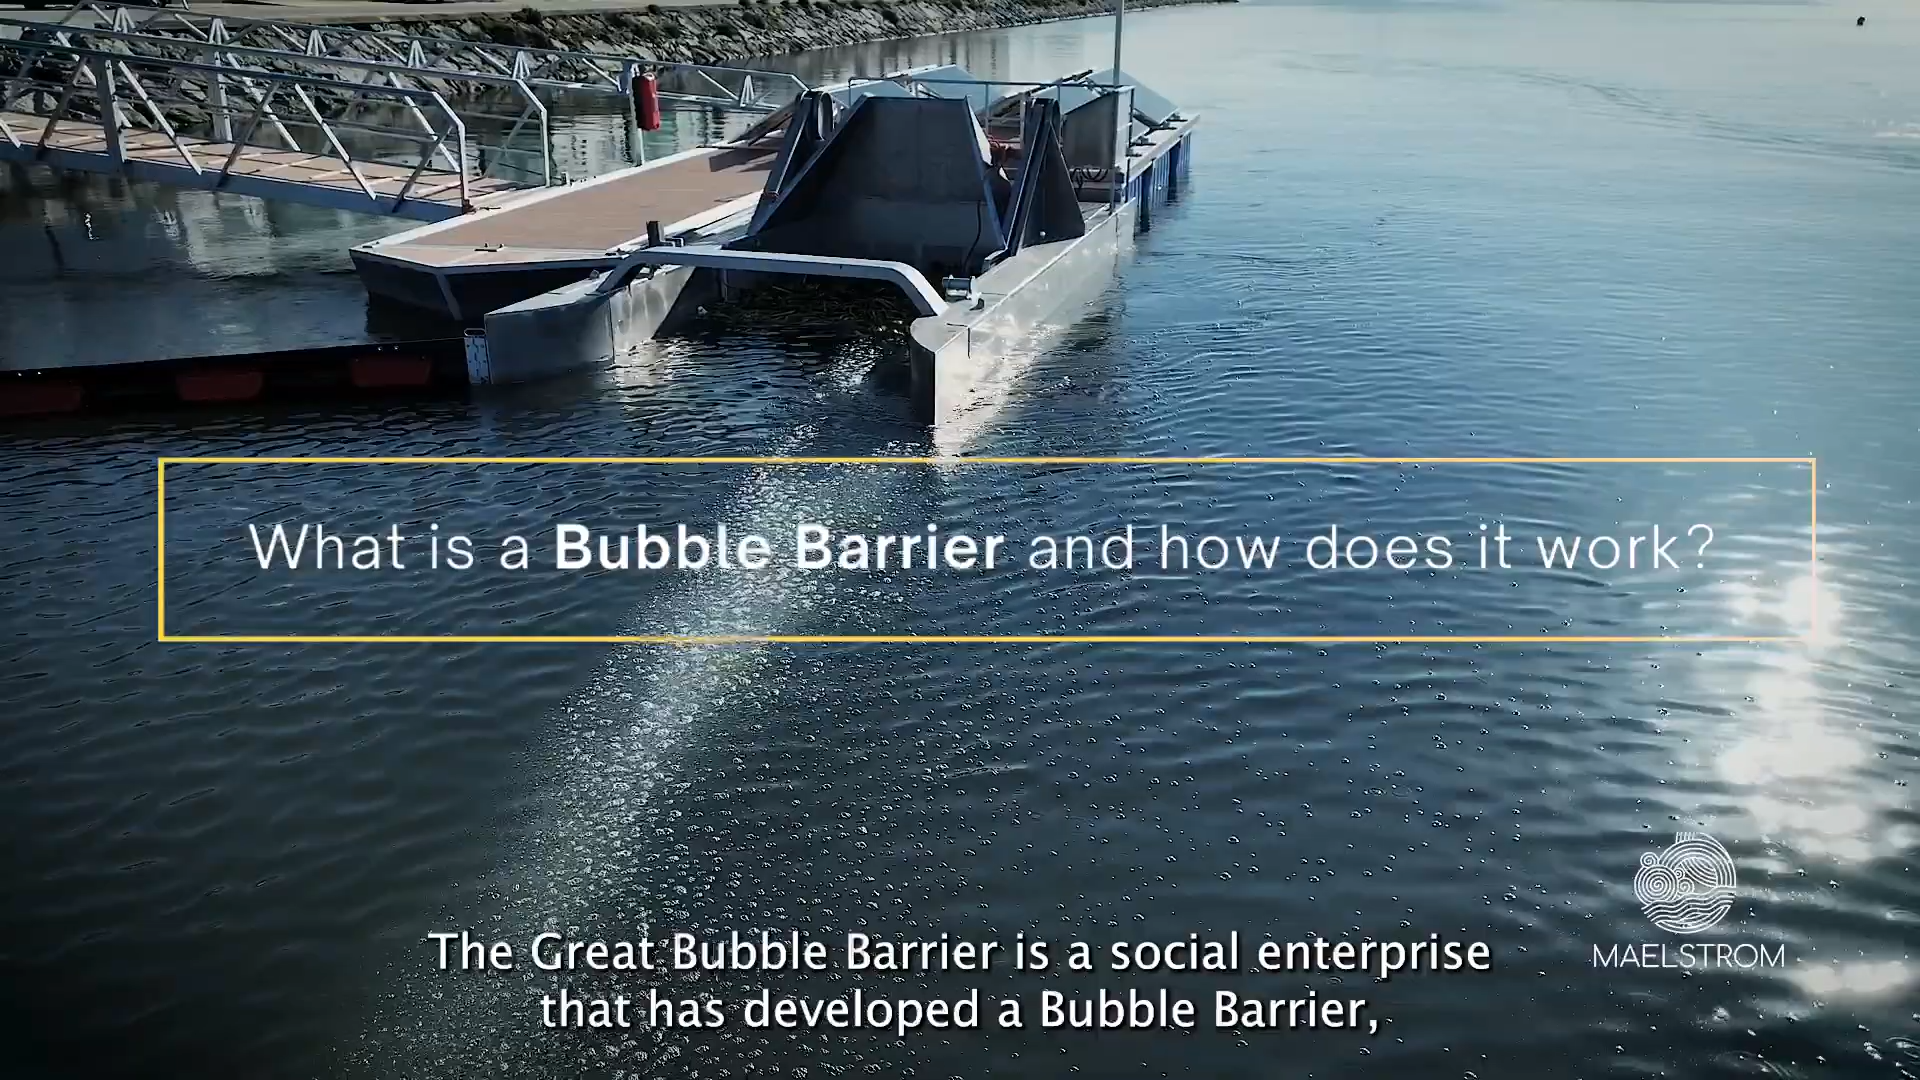 What is a Bubble Barrier and how does it work?
MAELSTROM
The Great Bubble Barrier is a social enterprise
that has developed a Bubble Barrier,